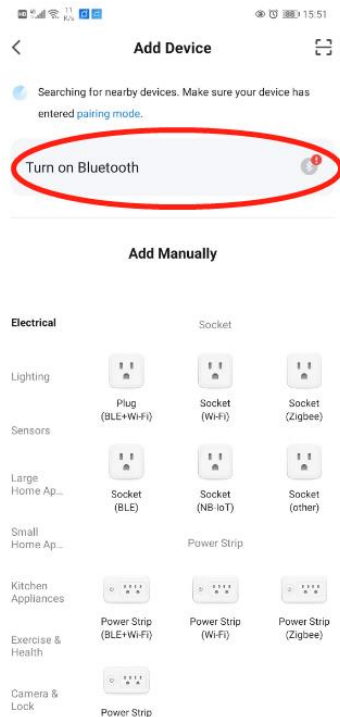 HD 11 K/s 15:51
Add Device
Searching for nearby devices. Make sure your device has
entered pairing mode.
Turn on Bluetooth
Add Manually
Electrical
Socket
Lighting
Plug
(BLE+Wi-Fi)
Socket
(Wi-Fi)
Socket
(Zigbee)
Sensors
Large
Home Ap...
Socket
(BLE)
Socket
(NB-IoT)
Socket
(other)
Small
Home Ap...
Power Strip
Kitchen
Appliances
Power Strip
(BLE+Wi-Fi)
Power Strip
(Wi-Fi)
Power Strip
(Zigbee)
Exercise &
Health
Camera &
Lock
Power Strip